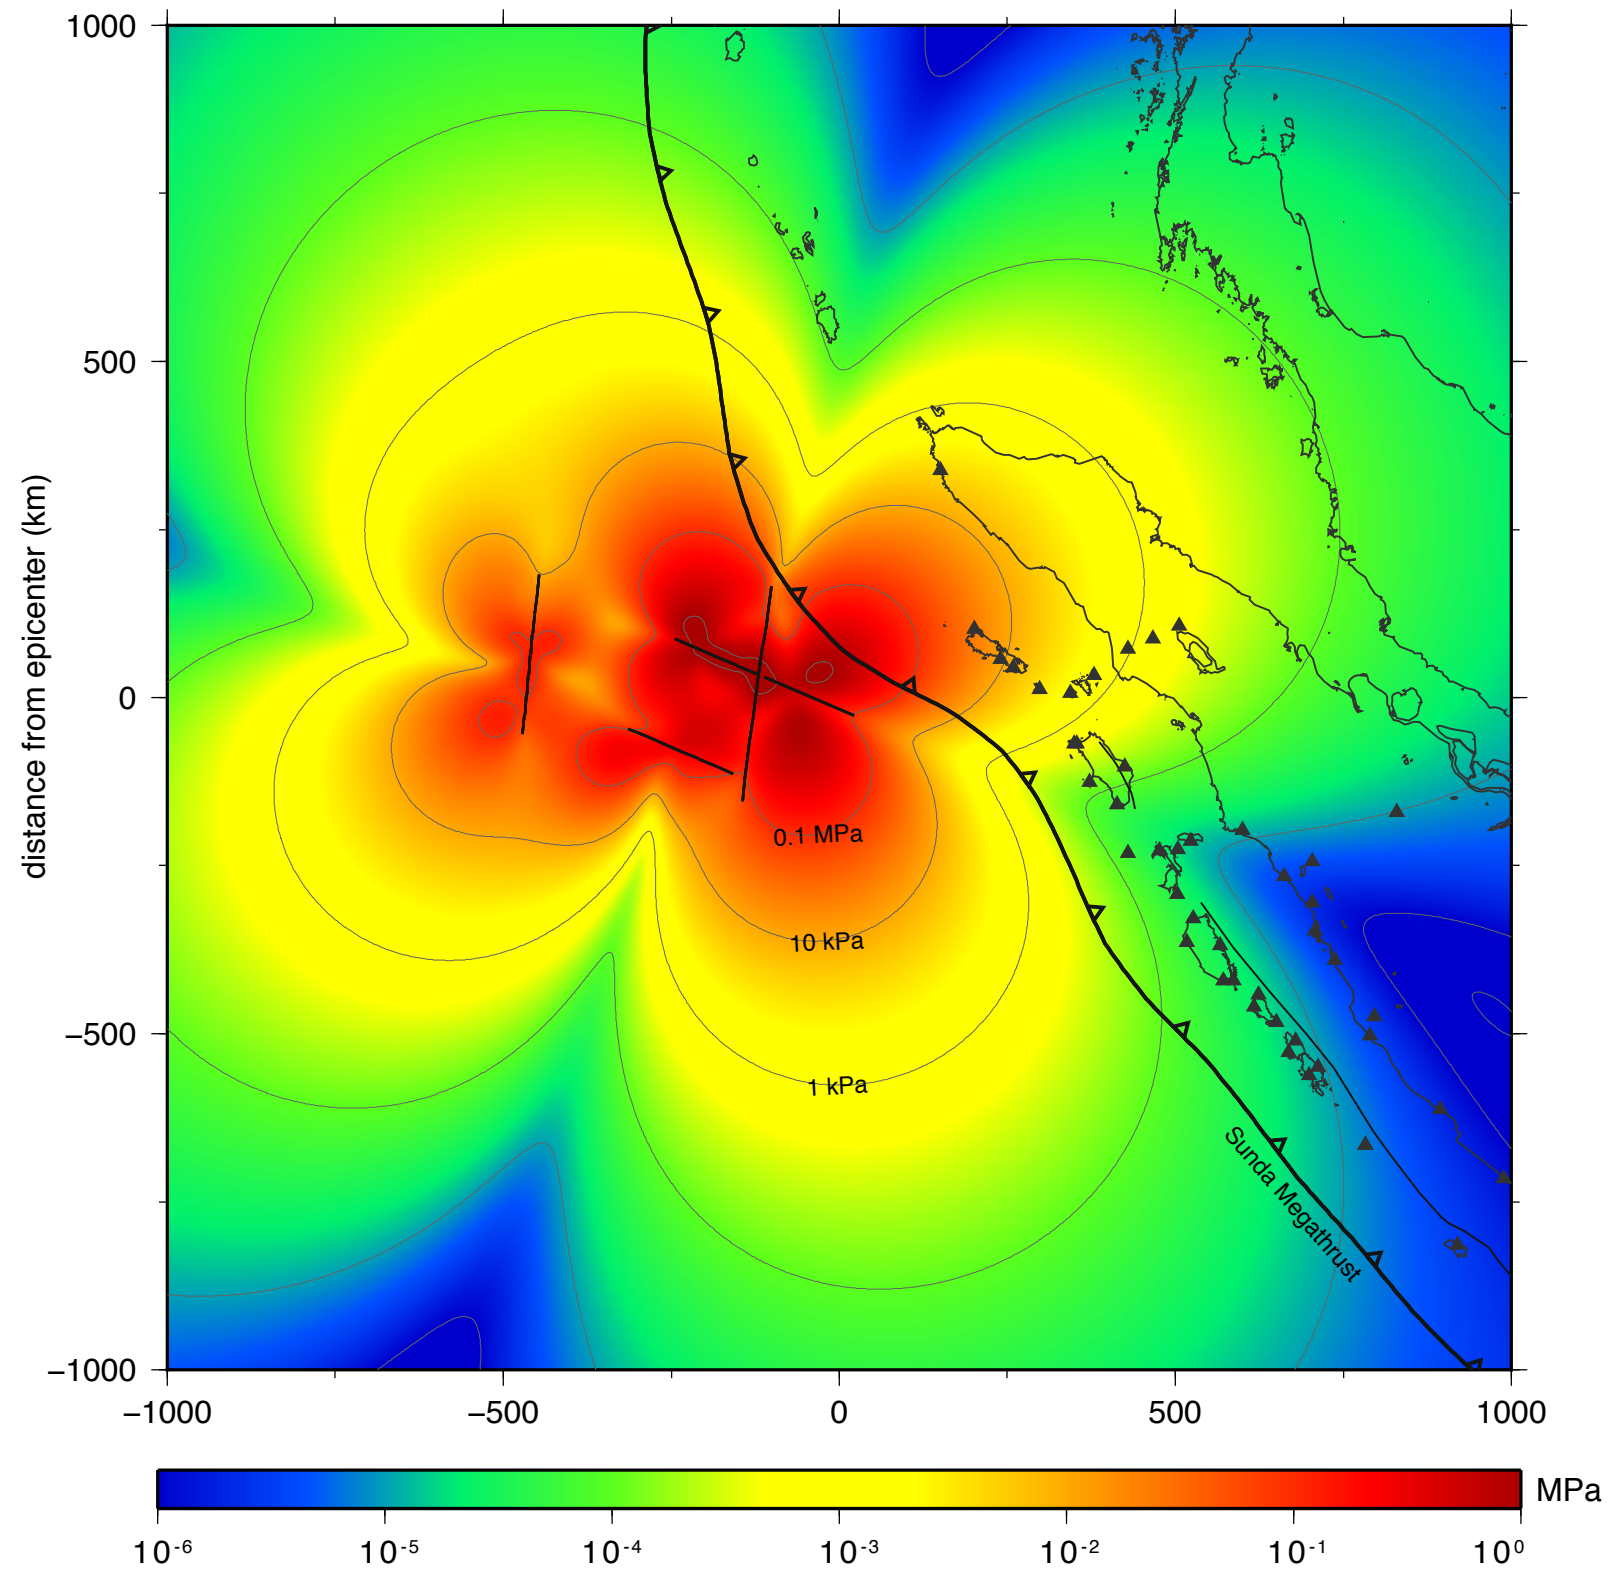 1000
500
0
−500
−1000
distance from epicenter (km)
0.1 MPa
10 kPa
1 kPa
Sunda Megathrust
−1000 −500 0 500 1000
MPa
10-6 10-5 10-4 10-3 10-2 10-1 100